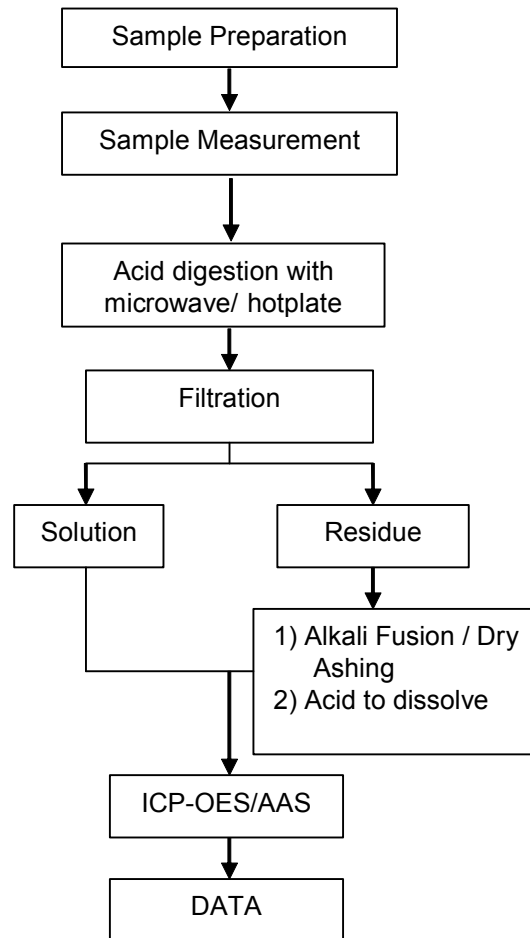 Sample Preparation
Sample Measurement
Acid digestion with
microwave/ hotplate
Filtration
Solution
Residue
1) Alkali Fusion / Dry
Ashing
2) Acid to dissolve
ICP-OES/AAS
DATA